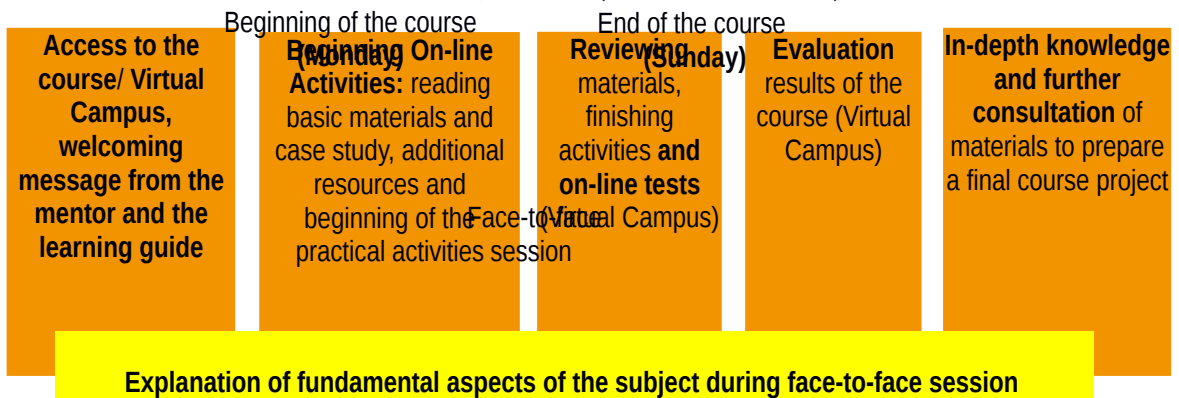 Beginning of the course
(Monday)
End of the course
(Sunday)
Access to the
course/ Virtual
Campus,
welcoming
message from the
mentor and the
learning guide
Beginning On-line
Activities: reading
basic materials and
case study, additional
resources and
beginning of the
practical activities
Face-to-face
session
Reviewing
materials,
finishing
activities and
on-line tests
(Virtual Campus)
Evaluation
results of the
course (Virtual
Campus)
In-depth knowledge
and further
consultation of
materials to prepare
a final course project
Explanation of fundamental aspects of the subject during face-to-face session